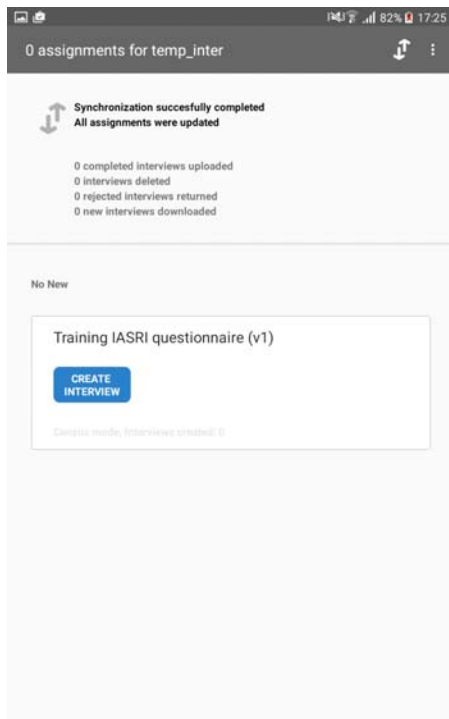 82% 17:25
0 assignments for temp_inter
Synchronization succesfully completed
All assignments were updated
0 completed interviews uploaded
0 interviews deleted
0 rejected interviews returned
0 new interviews downloaded
No New
Training IASRI questionnaire (v1)
CREATE
INTERVIEW
Census mode, Interviews created: 0